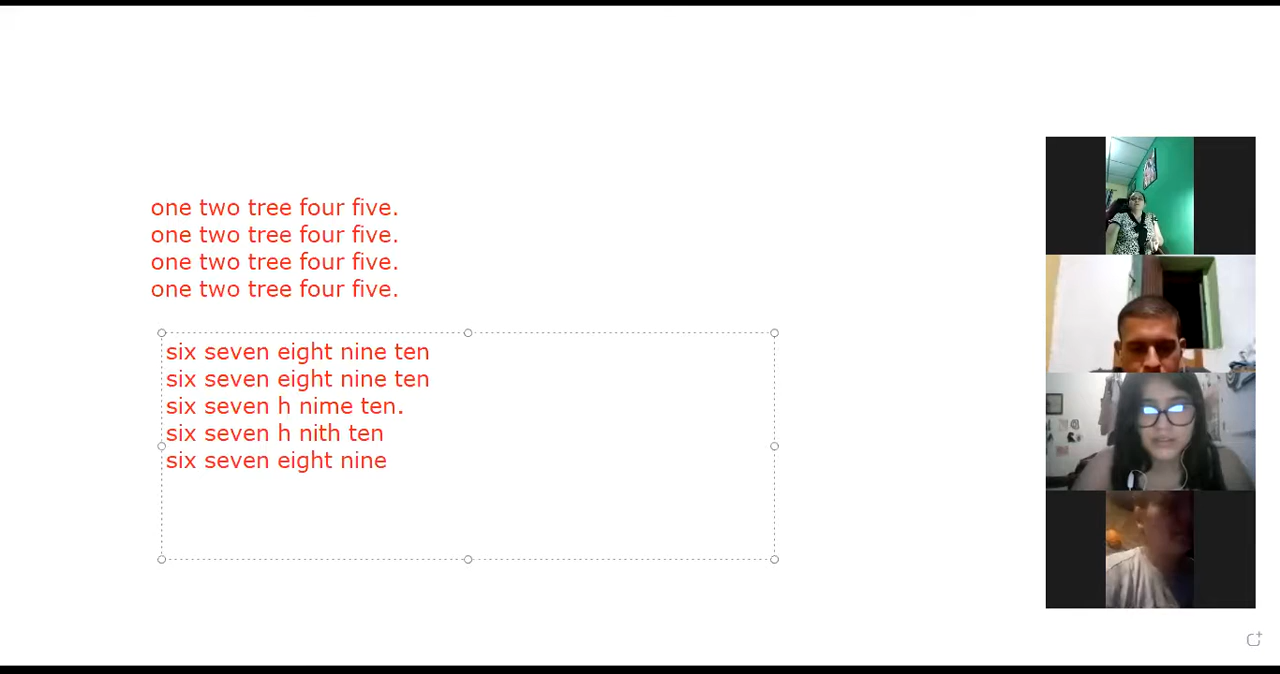 one two tree four five.
one two tree four five.
one two tree four five.
one two tree four five.
six seven eight nine ten
six seven eight nine ten
six seven h nime ten.
six seven h nith ten
six seven eight nine